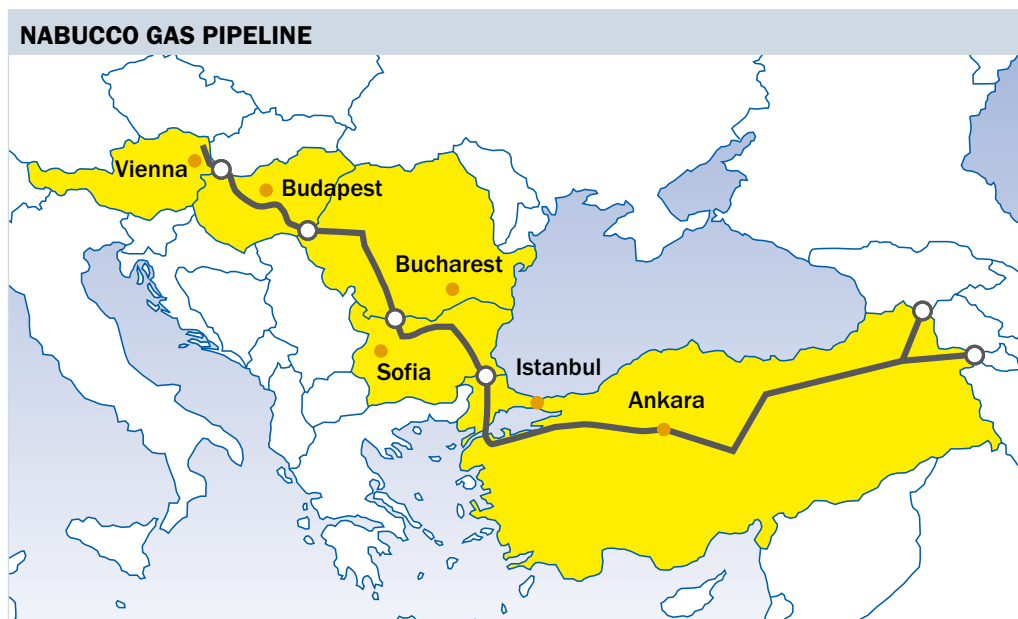 NABUCCO GAS PIPELINE
Vienna
Budapest
Bucharest
Sofia
Istanbul
Ankara